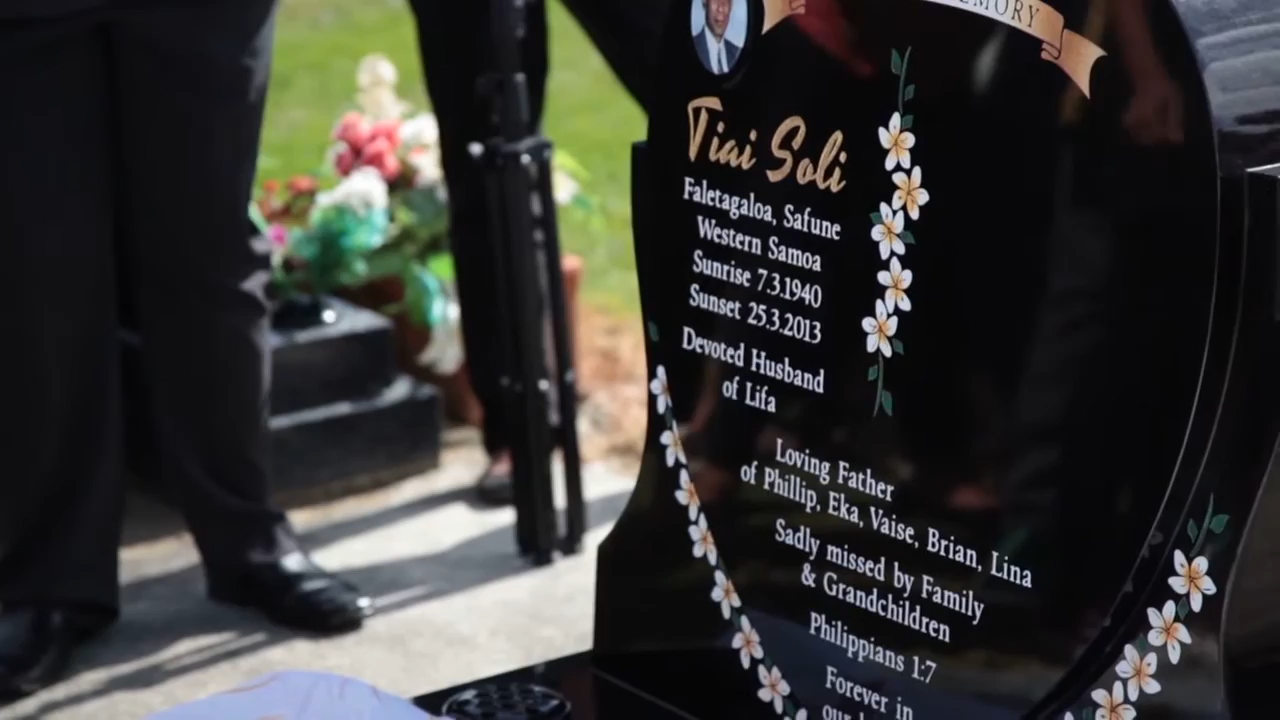 Tiai Soli
Faletagaloa, Safune
Western Samoa
Sunrise 7.3.1940
Sunset 25.3.2013
Devoted Husband
of Lifa
Loving Father
of Phillip, Eka, Vaise, Brian, Lina
Sadly missed by Family
& Grandchildren
Philippians 1:7
Forever in
our